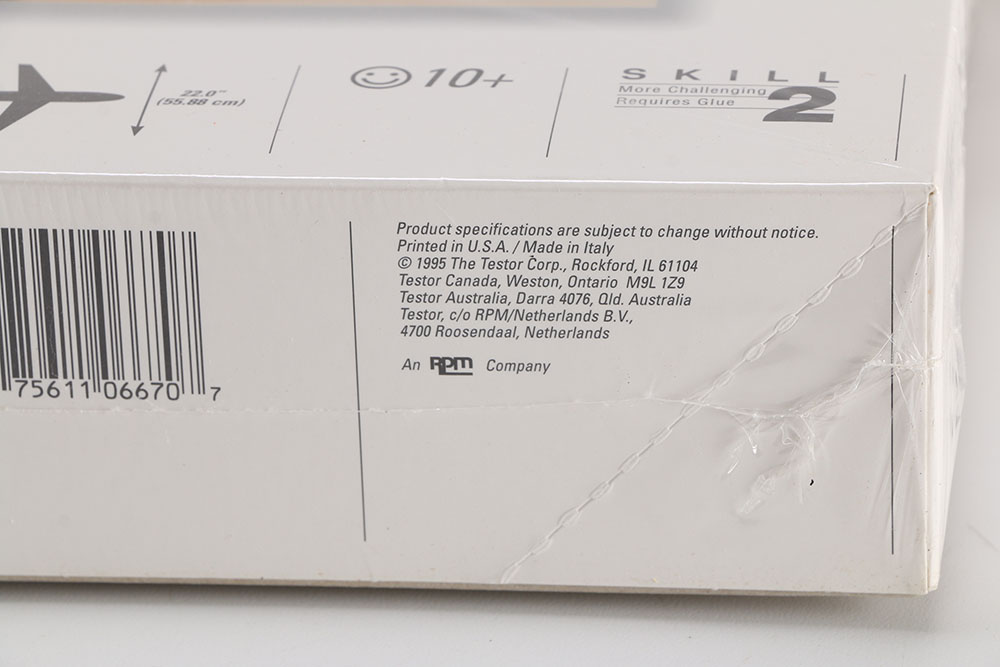 22.0"
(55.88 cm)
10+
SKILL
More Challenging
Requires Glue
2
Product specifications are subject to change without notice.
Printed in U.S.A. / Made in Italy
© 1995 The Testor Corp., Rockford, IL 61104
Testor Canada, Weston, Ontario M9L 1Z9
Testor Australia, Darra 4076, Qld. Australia
Testor, c/o RPM/Netherlands B.V.,
4700 Roosendaal, Netherlands
An RPM Company
75611 06670 7